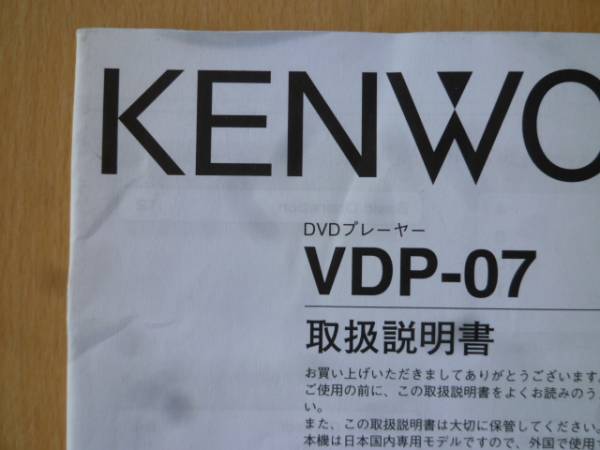 KENWO
DVDプレーヤー
VDP-07
取扱説明書
お買い上げいただきましてありがとうございます。
ご使用の前に、この取扱説明書をよくお読みのう
い。
また、この取扱説明書は大切に保管してください。
本機は日本国内専用モデルですので、外国で使用